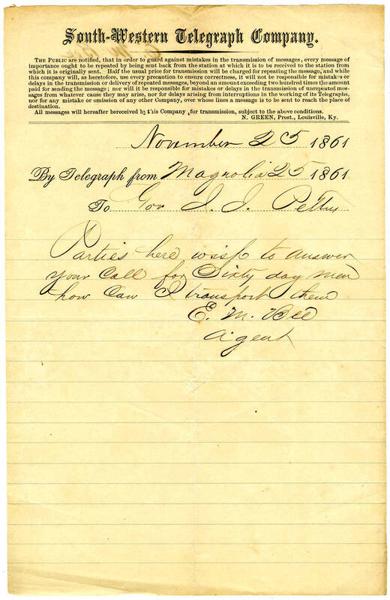 South-Western Telegraph Company.
THE PUBLIC are notified, that in order to guard against mistakes in the transmission of messages, every message of
importance ought to be repeated by being sent back from the station at which it is to be received to the station from
which it is originally sent. Half the usual price for transmission will be charged for repeating the message, and while
this company will, as heretofore, use every precaution to ensure correctness, it will not be responsible for mistakes or
delays in the transmission or delivery of repeated messages, beyond an amount exceeding two hundred times the amount
paid for sending the message; nor will it be responsible for mistakes or delays in the transmission of unrepeated mes-
sages from whatever cause they may arise, nor for delays arising from interruptions in the working of its Telegraphs,
nor for any mistake or omission of any other Company, over whose lines a message is to be sent to reach the place of
destination.
All messages will hereafter be received by this Company for transmission, subject to the above conditions.
N. GREEN, Prest., Louisville, Ky.
November 25 1861
By Telegraph from Magnolia 25 1861
To Gov J. J. Pettus
Parties here wish to answer
your Call for Sixty day men
how Can I transport them
E. M. Bee
Agent